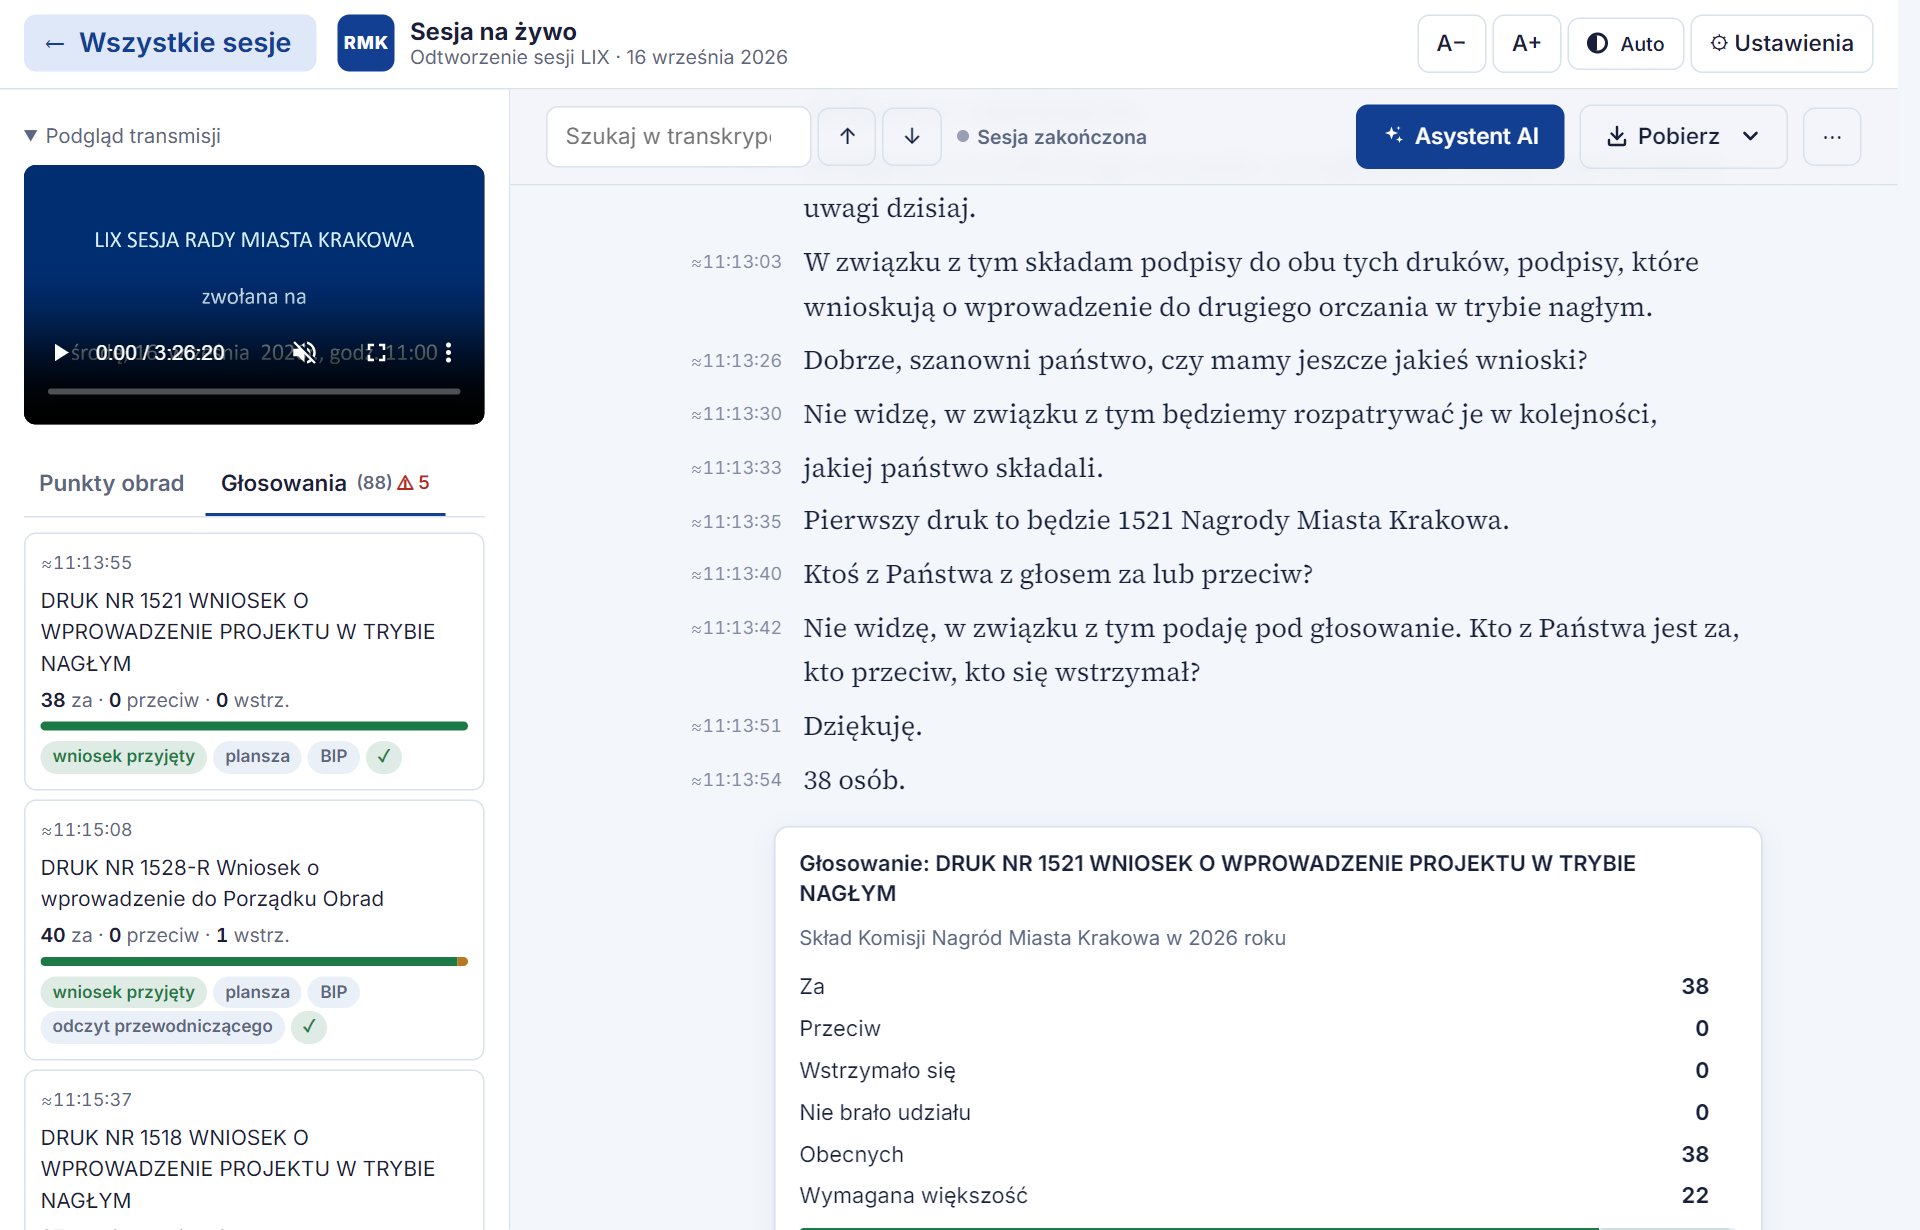 ← Wszystkie sesje
RMK
Sesja na żywo
Odtworzenie sesji LIX · 16 września 2026
A−
A+
Auto
Ustawienia
▼ Podgląd transmisji
LIX SESJA RADY MIASTA KRAKOWA
zwołana na
0:00 / 3:26:20
Punkty obrad
Głosowania (88) ⚠ 5
≈11:13:55
DRUK NR 1521 WNIOSEK O
WPROWADZENIE PROJEKTU W TRYBIE
NAGŁYM
38 za · 0 przeciw · 0 wstrz.
wniosek przyjęty
plansza
BIP
✓
≈11:15:08
DRUK NR 1528-R Wniosek o
wprowadzenie do Porządku Obrad
40 za · 0 przeciw · 1 wstrz.
wniosek przyjęty
plansza
BIP
odczyt przewodniczącego
✓
≈11:15:37
DRUK NR 1518 WNIOSEK O
WPROWADZENIE PROJEKTU W TRYBIE
NAGŁYM
Szukaj w transkryp
↑
↓
Sesja zakończona
Asystent AI
Pobierz
...
uwagi dzisiaj.
≈11:13:03 W związku z tym składam podpisy do obu tych druków, podpisy, które
wnioskują o wprowadzenie do drugiego orczania w trybie nagłym.
≈11:13:26 Dobrze, szanowni państwo, czy mamy jeszcze jakieś wnioski?
≈11:13:30 Nie widzę, w związku z tym będziemy rozpatrywać je w kolejności,
≈11:13:33 jakiej państwo składali.
≈11:13:35 Pierwszy druk to będzie 1521 Nagrody Miasta Krakowa.
≈11:13:40 Ktoś z Państwa z głosem za lub przeciw?
≈11:13:42 Nie widzę, w związku z tym podaję pod głosowanie. Kto z Państwa jest za,
kto przeciw, kto się wstrzymał?
≈11:13:51 Dziękuję.
≈11:13:54 38 osób.
Głosowanie: DRUK NR 1521 WNIOSEK O WPROWADZENIE PROJEKTU W TRYBIE
NAGŁYM
Skład Komisji Nagród Miasta Krakowa w 2026 roku
Za 38
Przeciw 0
Wstrzymało się 0
Nie brało udziału 0
Obecnych 38
Wymagana większość 22